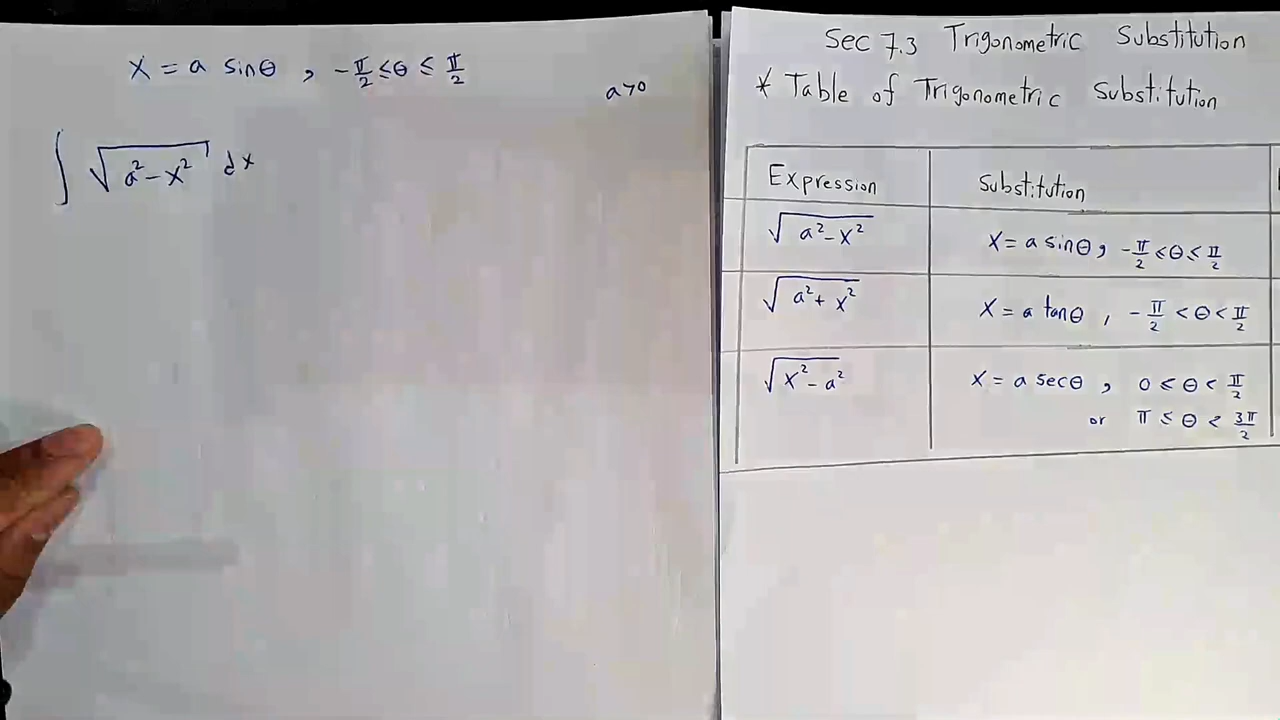 x = a sinθ , -π/2 ≤ θ ≤ π/2
a>0
∫ √(a²-x²) dx
Sec 7.3 Trigonometric Substitution
* Table of Trigonometric Substitution
Expression Substitution
√(a²-x²) x = a sinθ, -π/2 ≤ θ ≤ π/2
√(a²+x²) x = a tanθ , -π/2 < θ < π/2
√(x²-a²) x = a secθ , 0 ≤ θ < π/2
or π ≤ θ < 3π/2